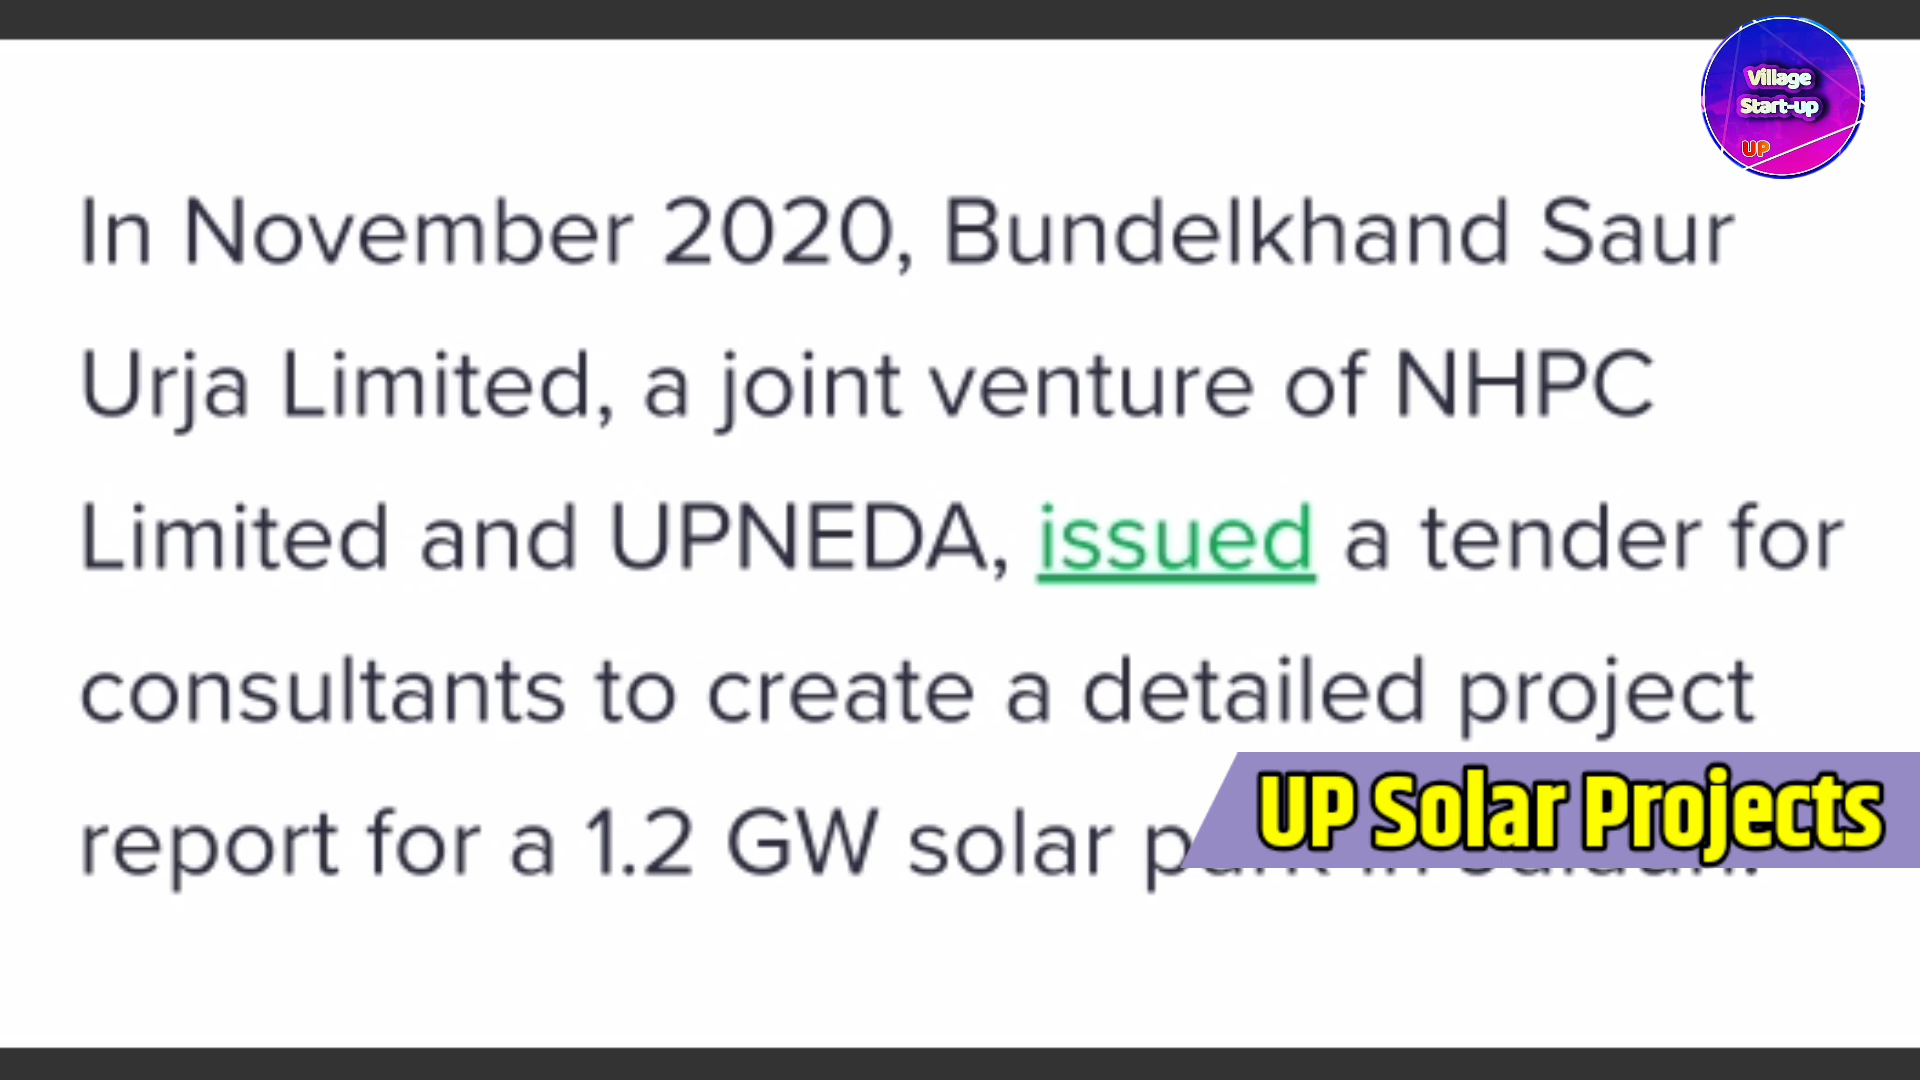 Village
Start-up
UP
In November 2020, Bundelkhand Saur
Urja Limited, a joint venture of NHPC
Limited and UPNEDA, issued a tender for
consultants to create a detailed project
report for a 1.2 GW solar
UP Solar Projects